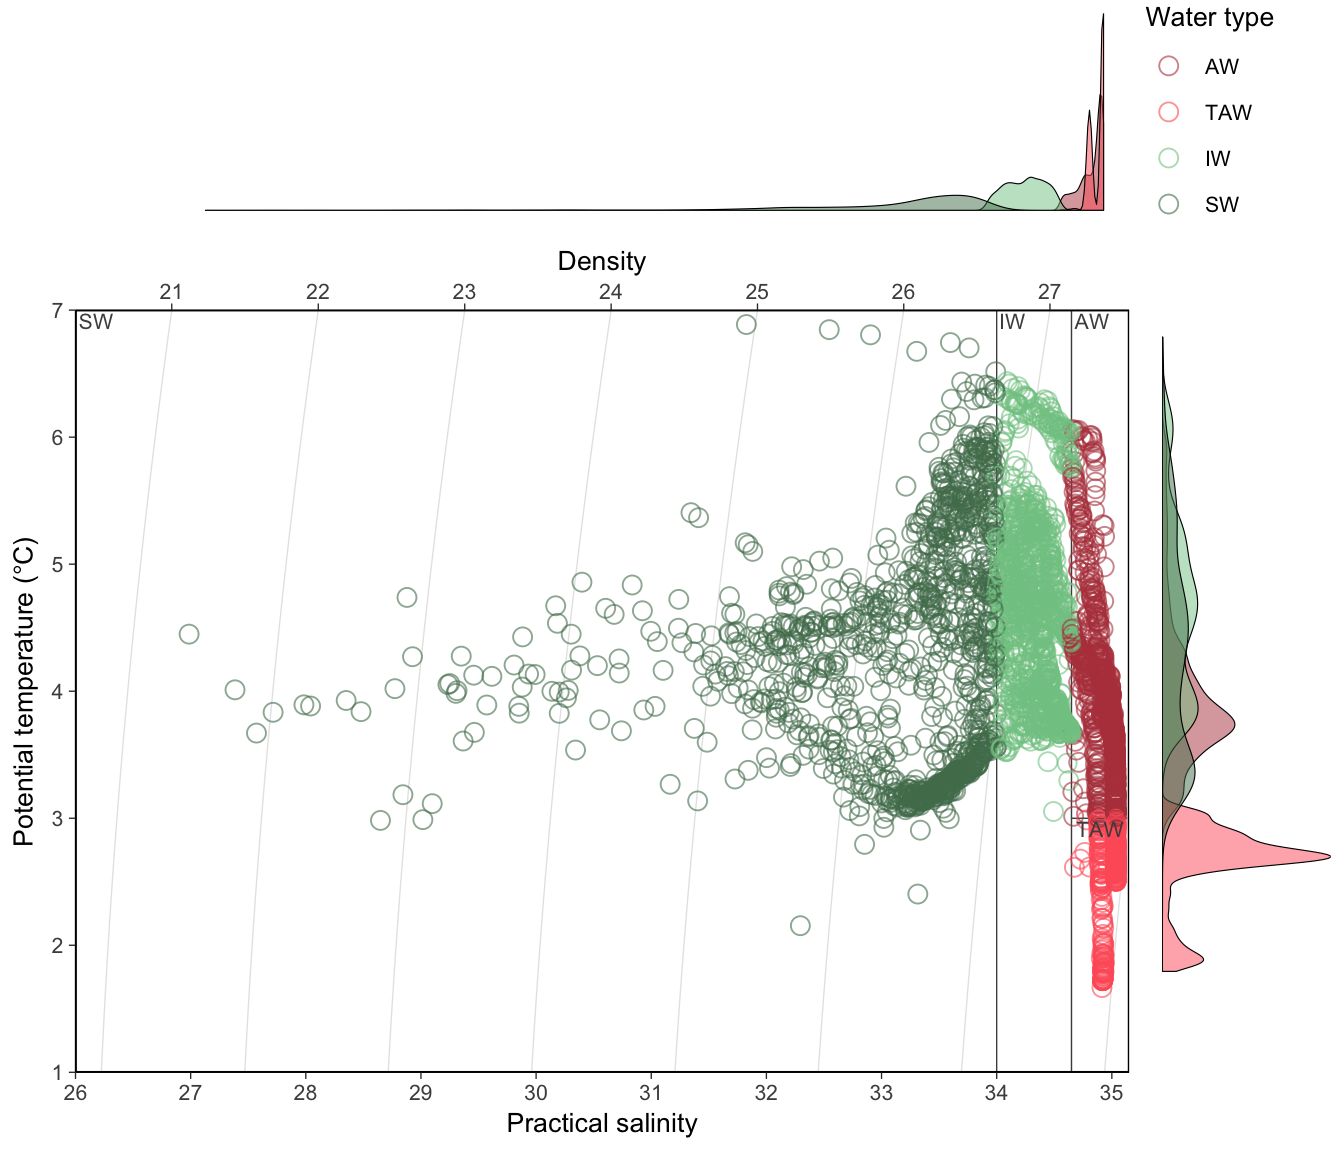 Water type
AW
TAW
IW
SW
Density
21 22 23 24 25 26 27
7
6
5
4
3
2
1
Potential temperature (°C)
SW
IW
AW
TAW
26 27 28 29 30 31 32 33 34 35
Practical salinity